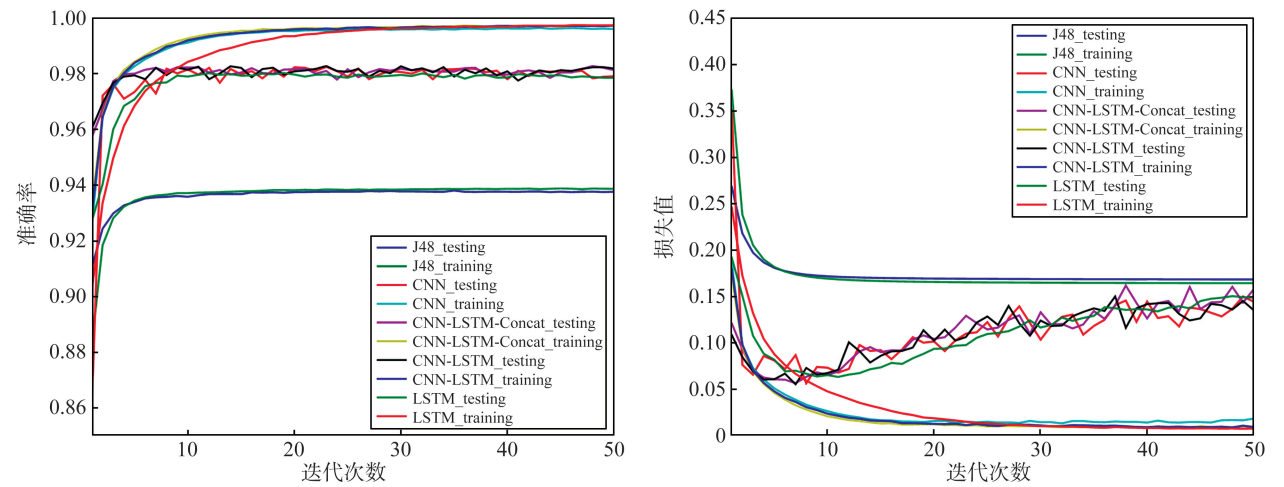 1.00
0.98
0.96
0.94
0.92
0.90
0.88
0.86
准确率
10
20
30
40
50
迭代次数
J48_testing
J48_training
CNN_testing
CNN_training
CNN-LSTM-Concat_testing
CNN-LSTM-Concat_training
CNN-LSTM_testing
CNN-LSTM_training
LSTM_testing
LSTM_training
0.45
0.40
0.35
0.30
0.25
0.20
0.15
0.10
0.05
0
损失值
10
20
30
40
50
迭代次数
J48_testing
J48_training
CNN_testing
CNN_training
CNN-LSTM-Concat_testing
CNN-LSTM-Concat_training
CNN-LSTM_testing
CNN-LSTM_training
LSTM_testing
LSTM_training